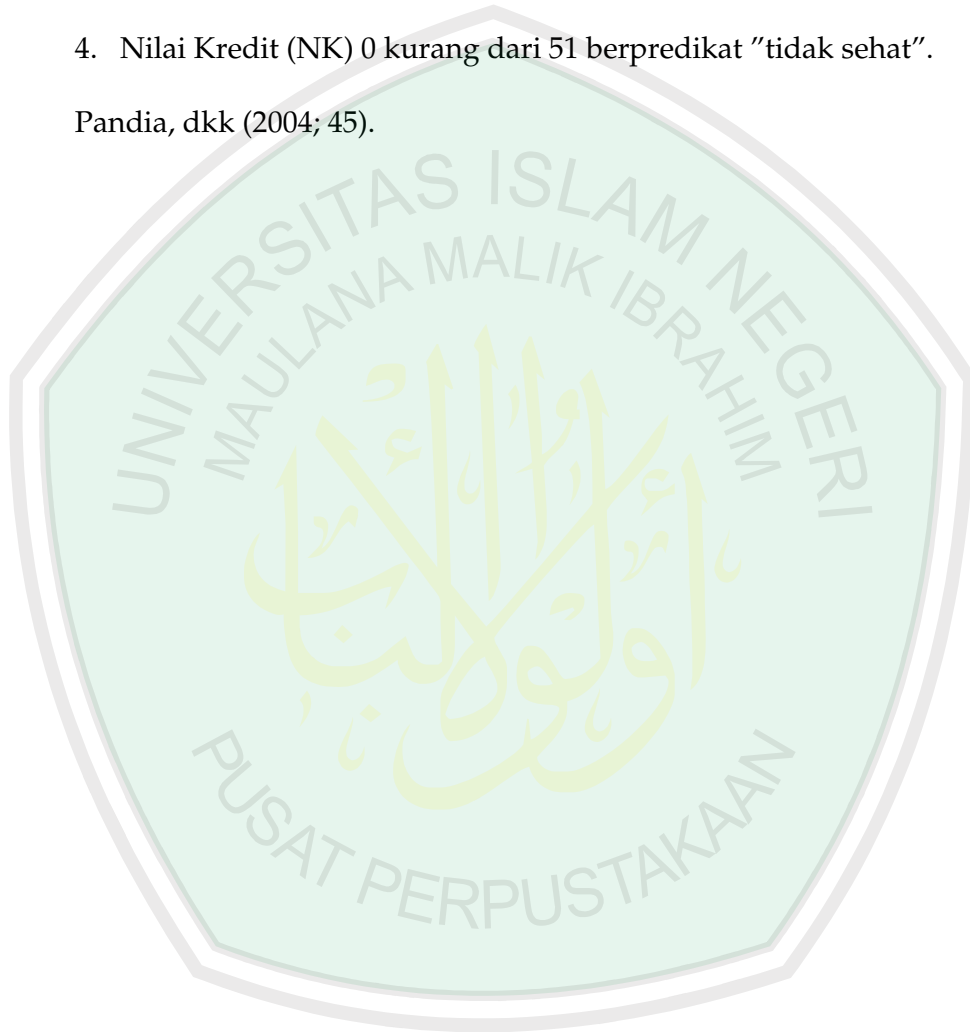 4. Nilai Kredit (NK) 0 kurang dari 51 berpredikat ”tidak sehat”.
Pandia, dkk (2004; 45).
UNIVERSITAS ISLAM NEGERI
MAULANA MALIK IBRAHIM
PUSAT PERPUSTAKAAN